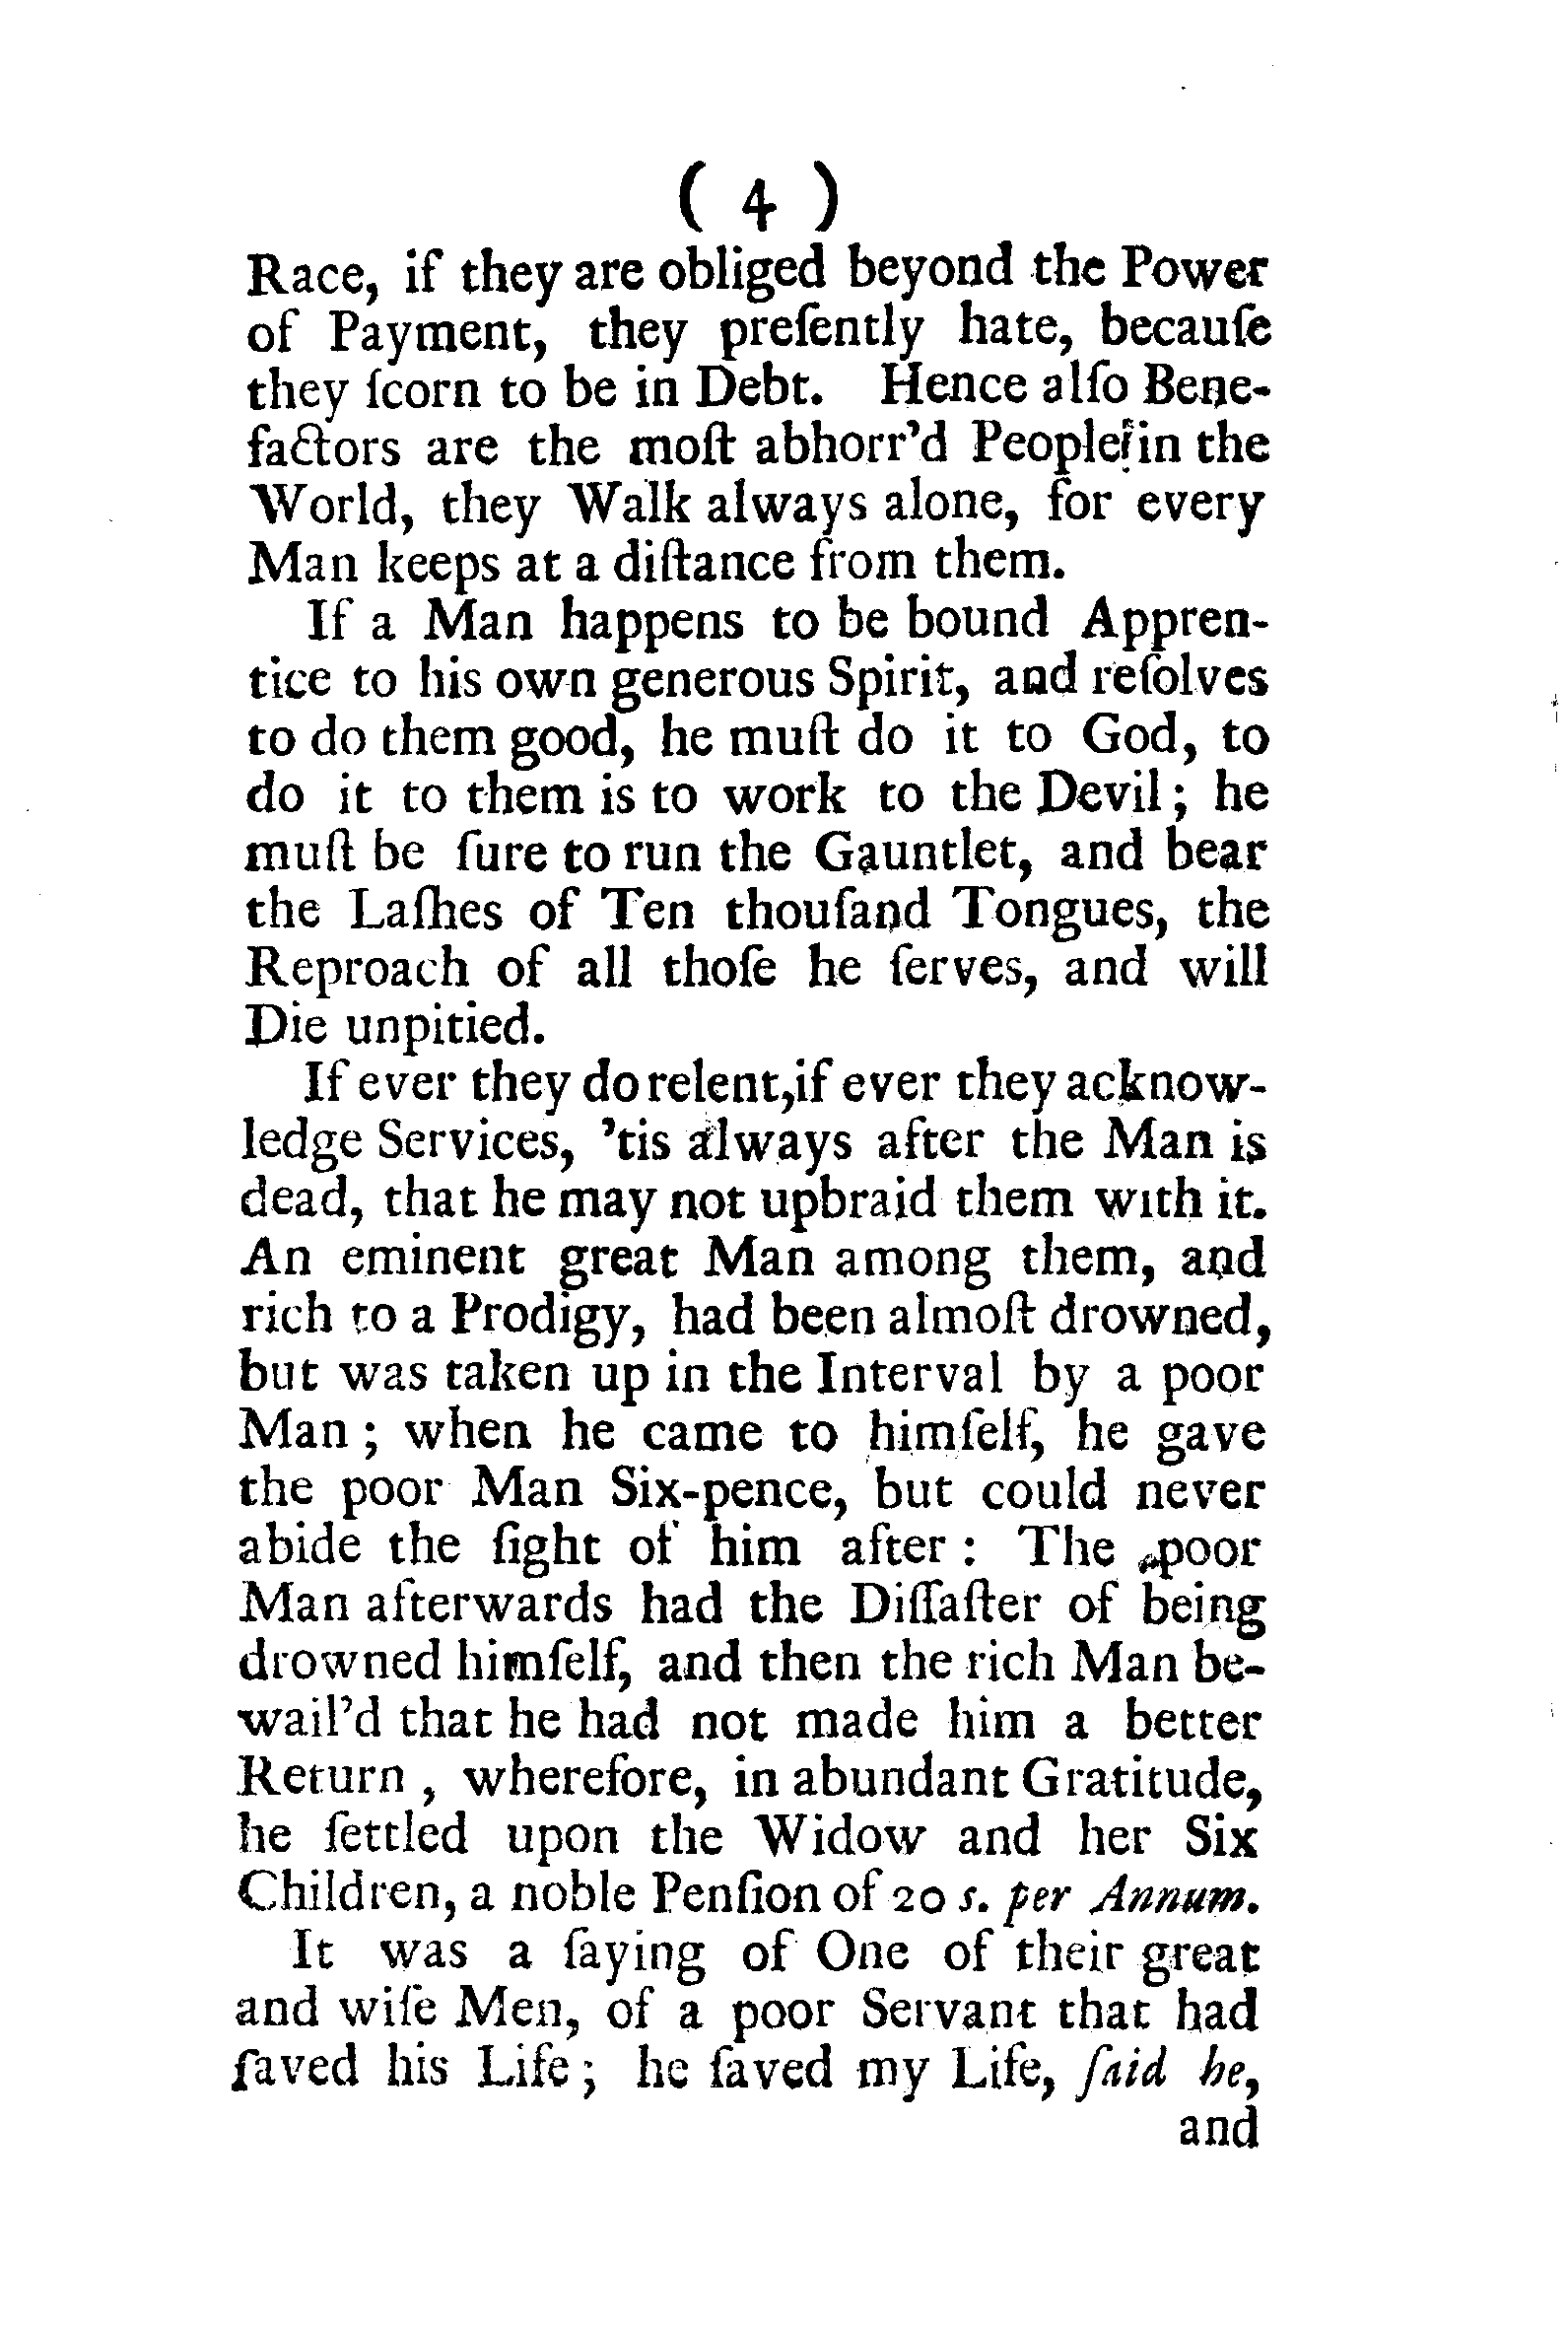 ( 4 )
Race, if they are obliged beyond the Power
of Payment, they preſently hate, becauſe
they ſcorn to be in Debt. Hence alſo Bene-
factors are the moſt abhorr'd People in the
World, they Walk always alone, for every
Man keeps at a diſtance from them.
If a Man happens to be bound Appren-
tice to his own generous Spirit, and reſolves
to do them good, he muſt do it to God, to
do it to them is to work to the Devil; he
muſt be ſure to run the Gauntlet, and bear
the Laſhes of Ten thouſand Tongues, the
Reproach of all thoſe he ſerves, and will
Die unpitied.
If ever they do relent, if ever they acknow-
ledge Services, 'tis always after the Man is
dead, that he may not upbraid them with it.
An eminent great Man among them, and
rich to a Prodigy, had been almoſt drowned,
but was taken up in the Interval by a poor
Man; when he came to himſelf, he gave
the poor Man Six-pence, but could never
abide the ſight of him after: The poor
Man afterwards had the Diſſaſter of being
drowned himſelf, and then the rich Man be-
wail'd that he had not made him a better
Return, wherefore, in abundant Gratitude,
he ſettled upon the Widow and her Six
Children, a noble Penſion of 20 s. per Annum.
It was a ſaying of One of their great
and wiſe Men, of a poor Servant that had
ſaved his Life; he ſaved my Life, ſaid he,
and